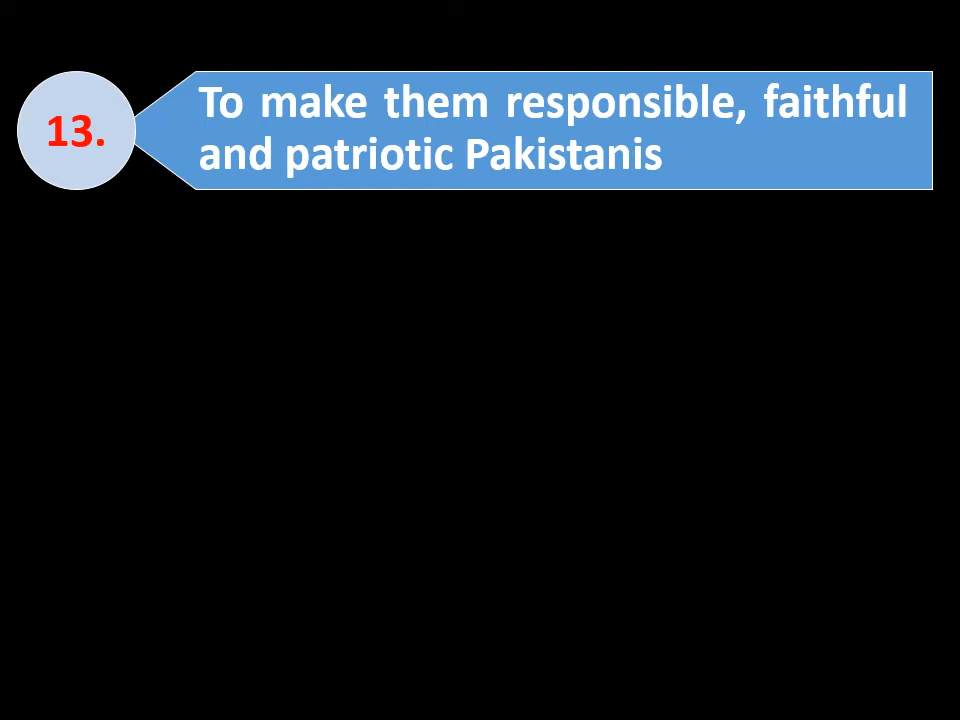 13.
To make them responsible, faithful
and patriotic Pakistanis